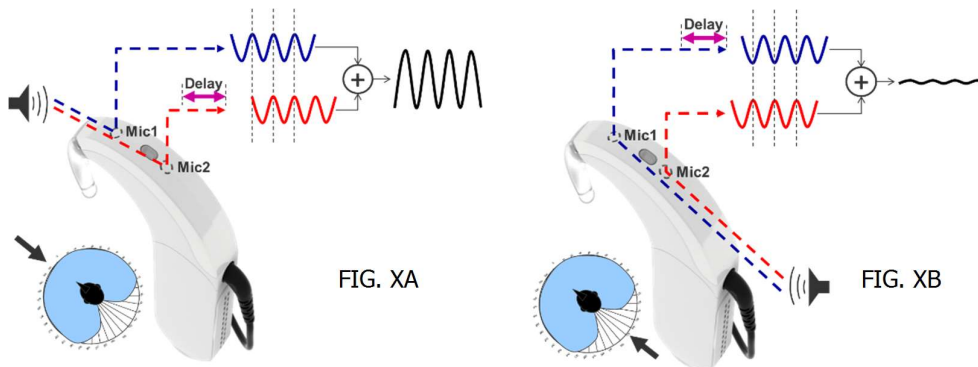 Delay
Mic1
Mic2
FIG. XA
Delay
Mic1
Mic2
FIG. XB